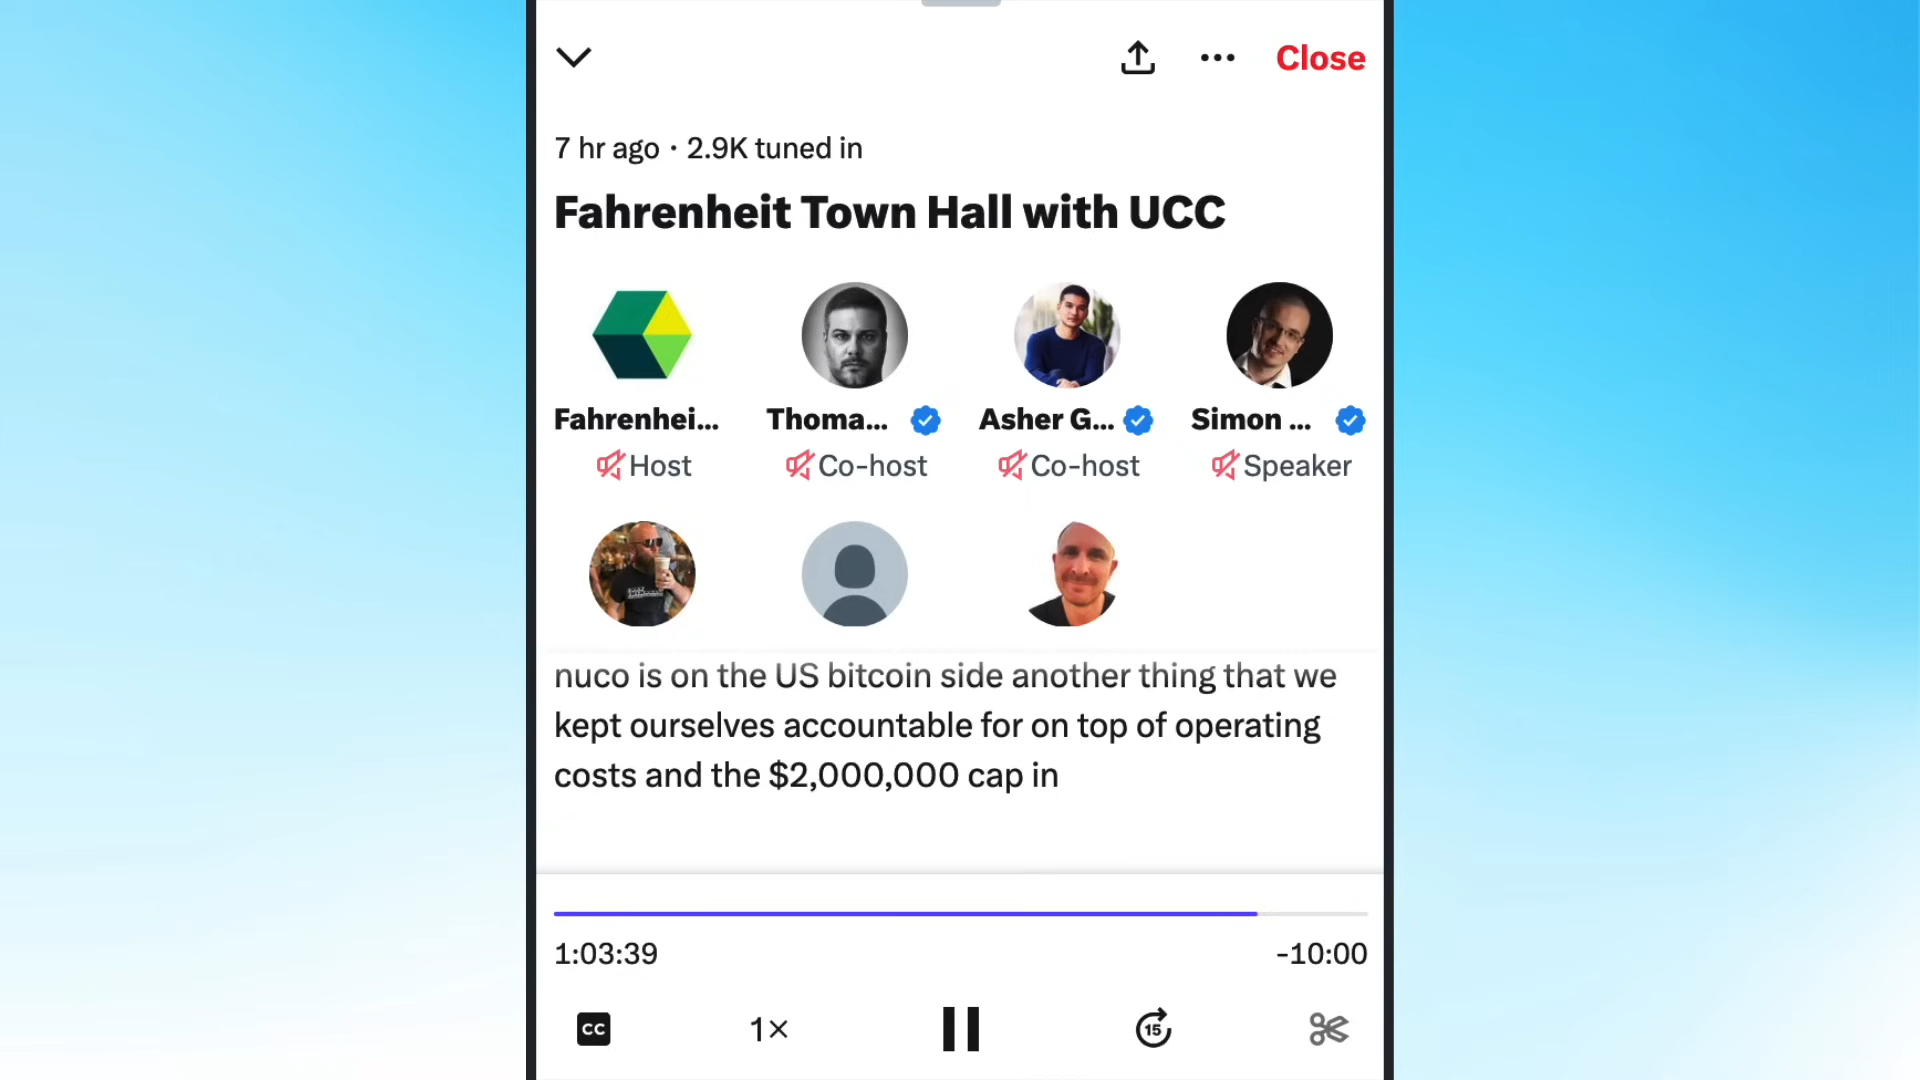 Close
7 hr ago · 2.9K tuned in
Fahrenheit Town Hall with UCC
Fahrenhei... Thoma... Asher G... Simon ...
Host Co-host Co-host Speaker
nuco is on the US bitcoin side another thing that we
kept ourselves accountable for on top of operating
costs and the $2,000,000 cap in
1:03:39 -10:00
CC 1× 15